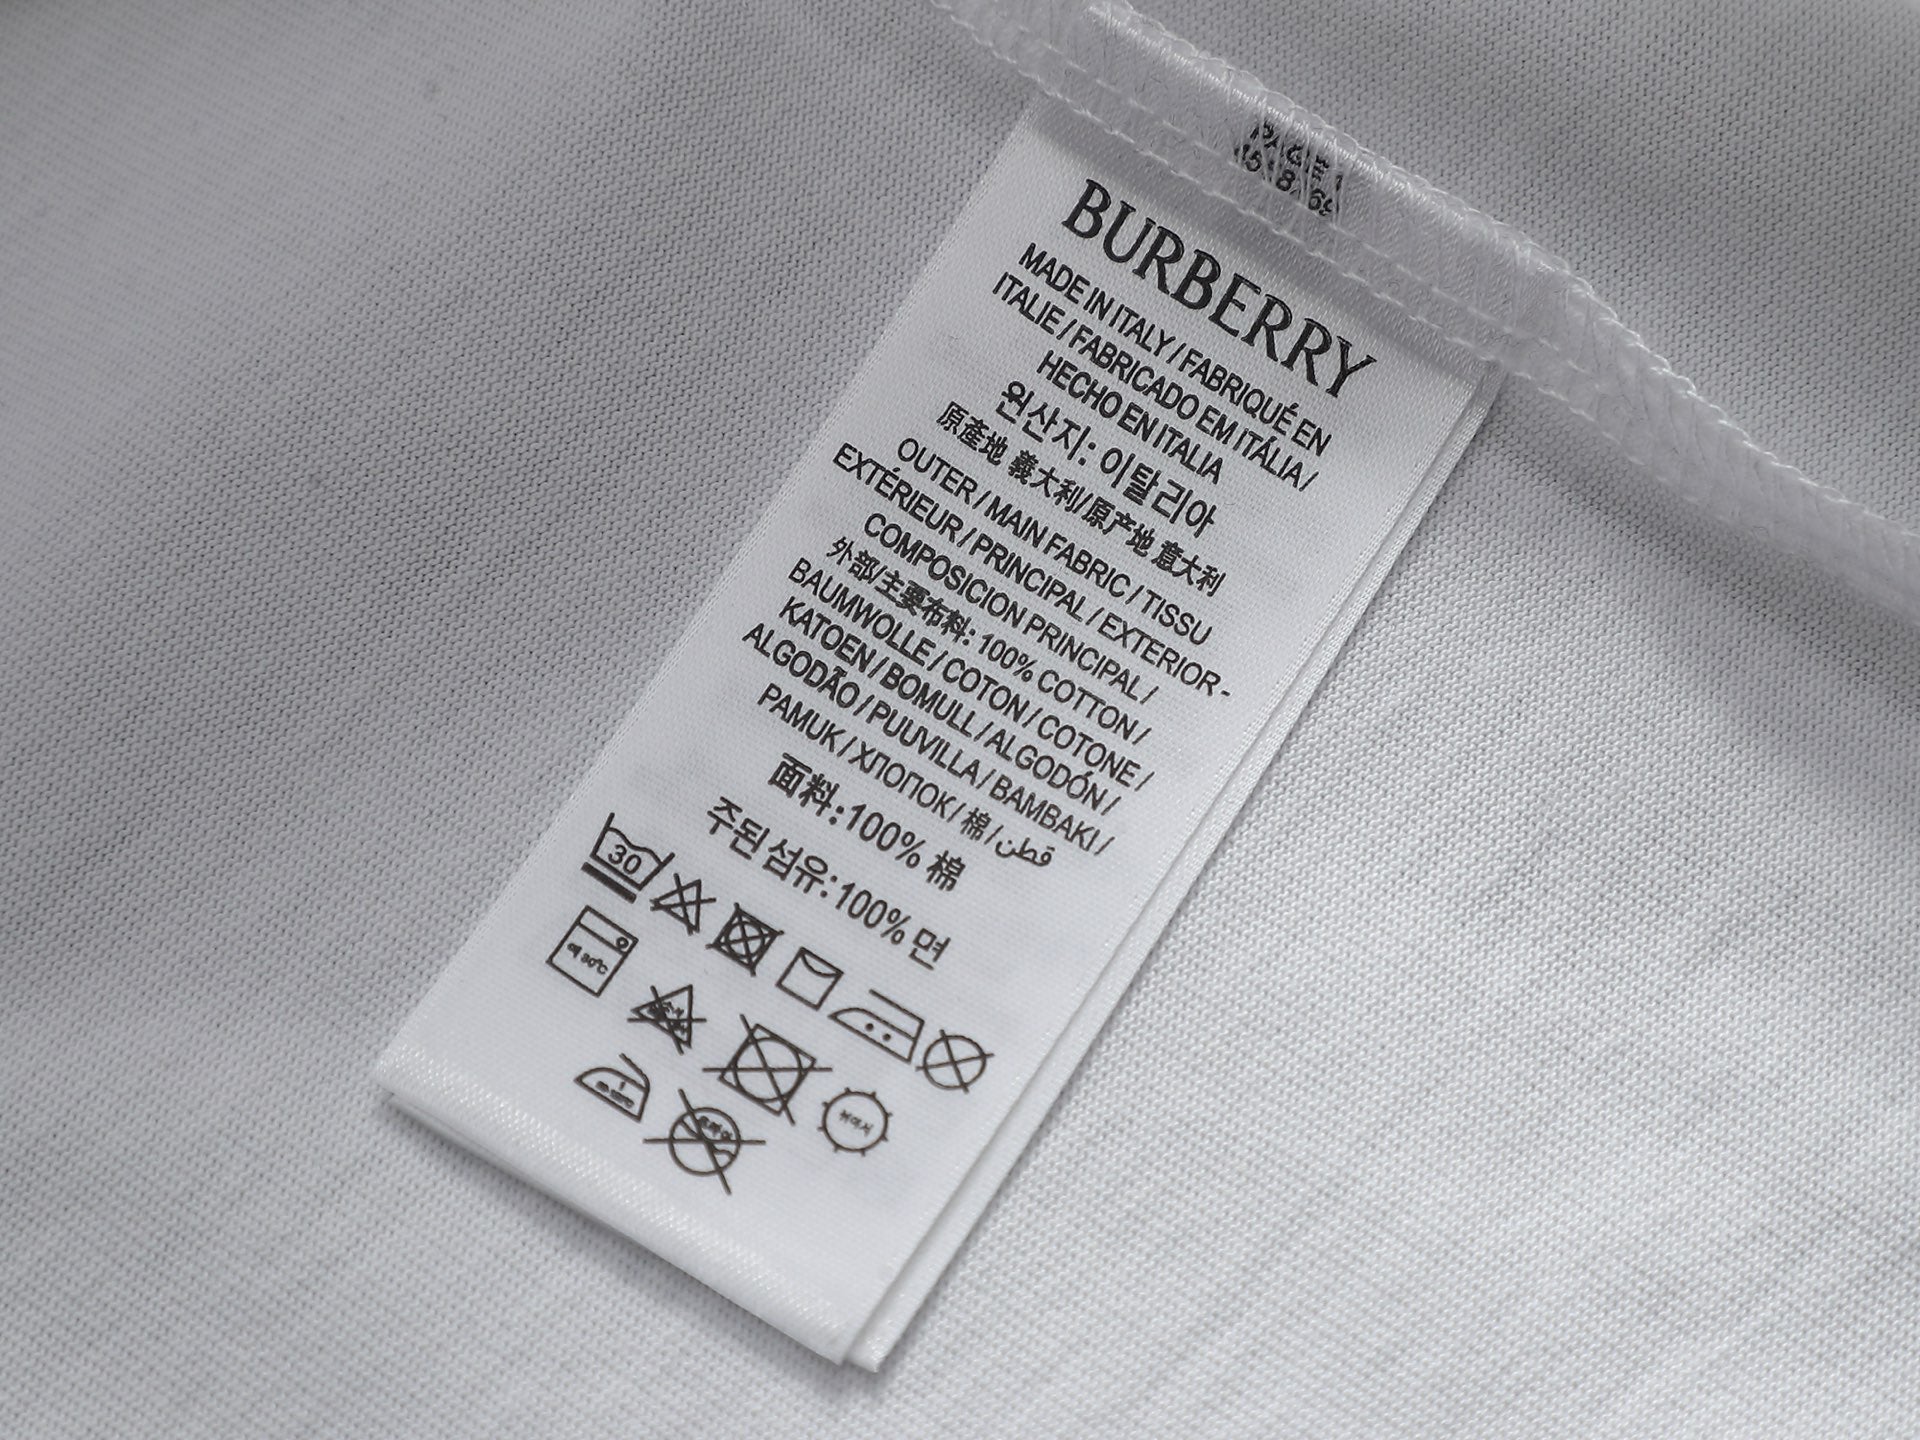 BURBERRY
MADE IN ITALY / FABRIQUÉ EN
ITALIE / FABRICADO EM ITÁLIA /
HECHO EN ITALIA
원산지: 이탈리아
原產地 義大利/原产地 意大利
OUTER / MAIN FABRIC / TISSU
EXTÉRIEUR / PRINCIPAL / EXTERIOR -
COMPOSICION PRINCIPAL /
外部/主要布料: 100% COTTON /
BAUMWOLLE / COTON / COTONE /
KATOEN / BOMULL / ALGODÓN /
ALGODÃO / PUUVILLA / BAMBAKI /
PAMUK / ХЛОПОК / 棉 / قطن
面料:100% 棉
주된 섬유:100% 면
30